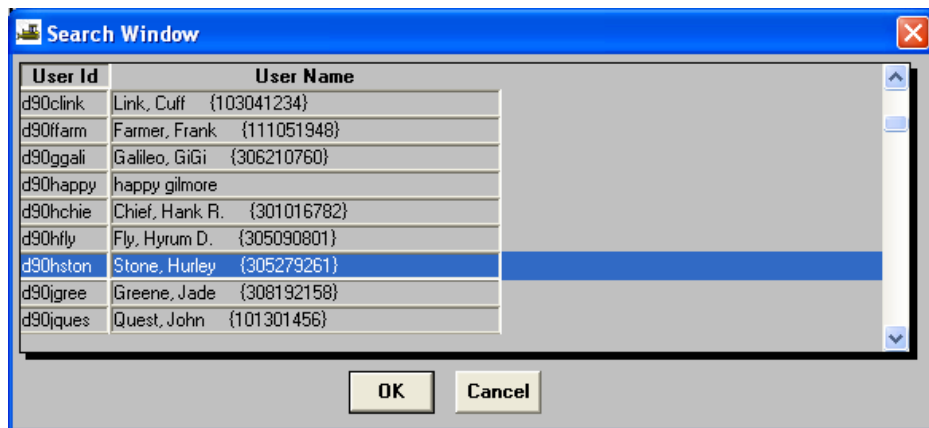 Search Window
User Id User Name
d90clink Link, Cuff {103041234}
d90ffarm Farmer, Frank {111051948}
d90ggali Galileo, GiGi {306210760}
d90happy happy gilmore
d90hchie Chief, Hank R. {301016782}
d90hfly Fly, Hyrum D. {305090801}
d90hston Stone, Hurley {305279261}
d90jgree Greene, Jade {308192158}
d90jques Quest, John {101301456}
OK Cancel